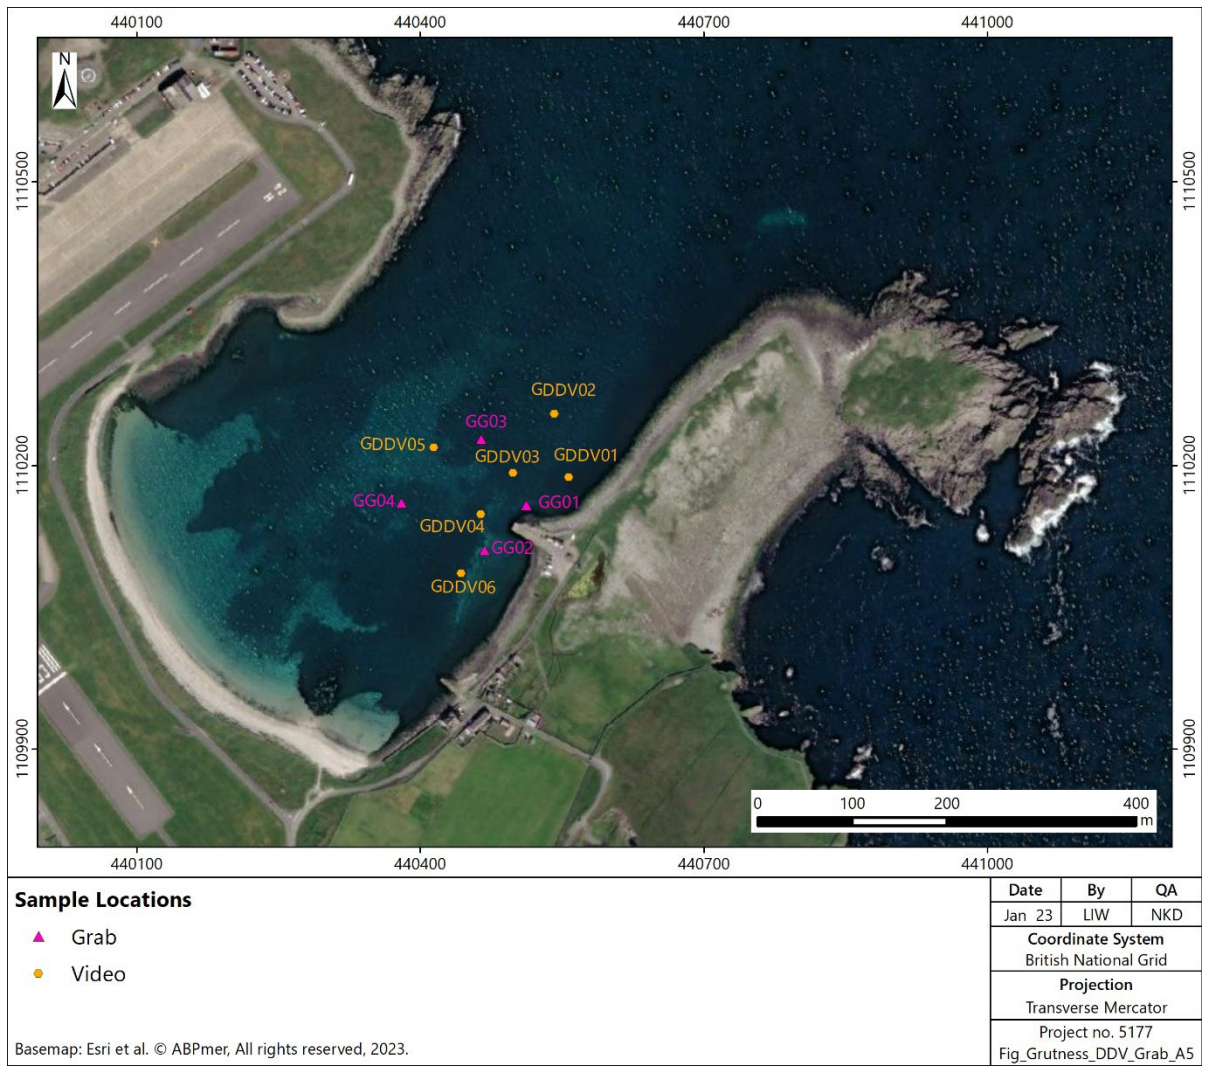 440100 440400 440700 441000
N
1110500 1110500
GDDV02
GG03
GDDV05 GDDV03 GDDV01
1110200 1110200
GG04 GG01
GDDV04
GG02
GDDV06
1109900 1109900
0 100 200 400
m
440100 440400 440700 441000
Sample Locations
Grab
Video
Basemap: Esri et al. © ABPmer, All rights reserved, 2023.
Date By QA
Jan 23 LIW NKD
Coordinate System
British National Grid
Projection
Transverse Mercator
Project no. 5177
Fig_Grutness_DDV_Grab_A5